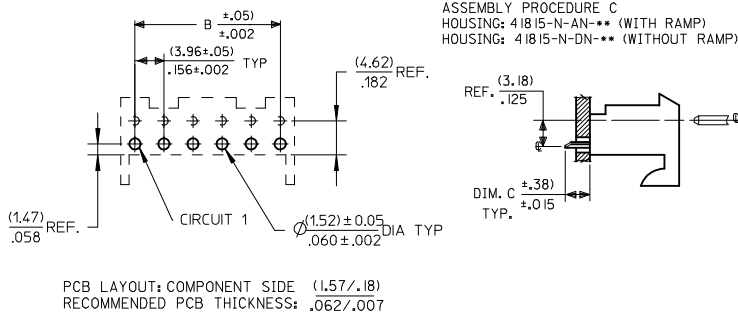 ASSEMBLY PROCEDURE C
HOUSING: 41815-N-AN-** (WITH RAMP)
HOUSING: 41815-N-DN-** (WITHOUT RAMP)
B ±.05)
±.002
(3.96±.05)
.156±.002 TYP
(4.62)
.182 REF.
REF. (3.18)
.125
DIM. C ±.38)
TYP. ±.015
(1.47)
.058 REF.
CIRCUIT 1
Ø(1.52)±0.05
.060±.002 DIA TYP
PCB LAYOUT: COMPONENT SIDE (1.57/.18)
RECOMMENDED PCB THICKNESS: .062/.007